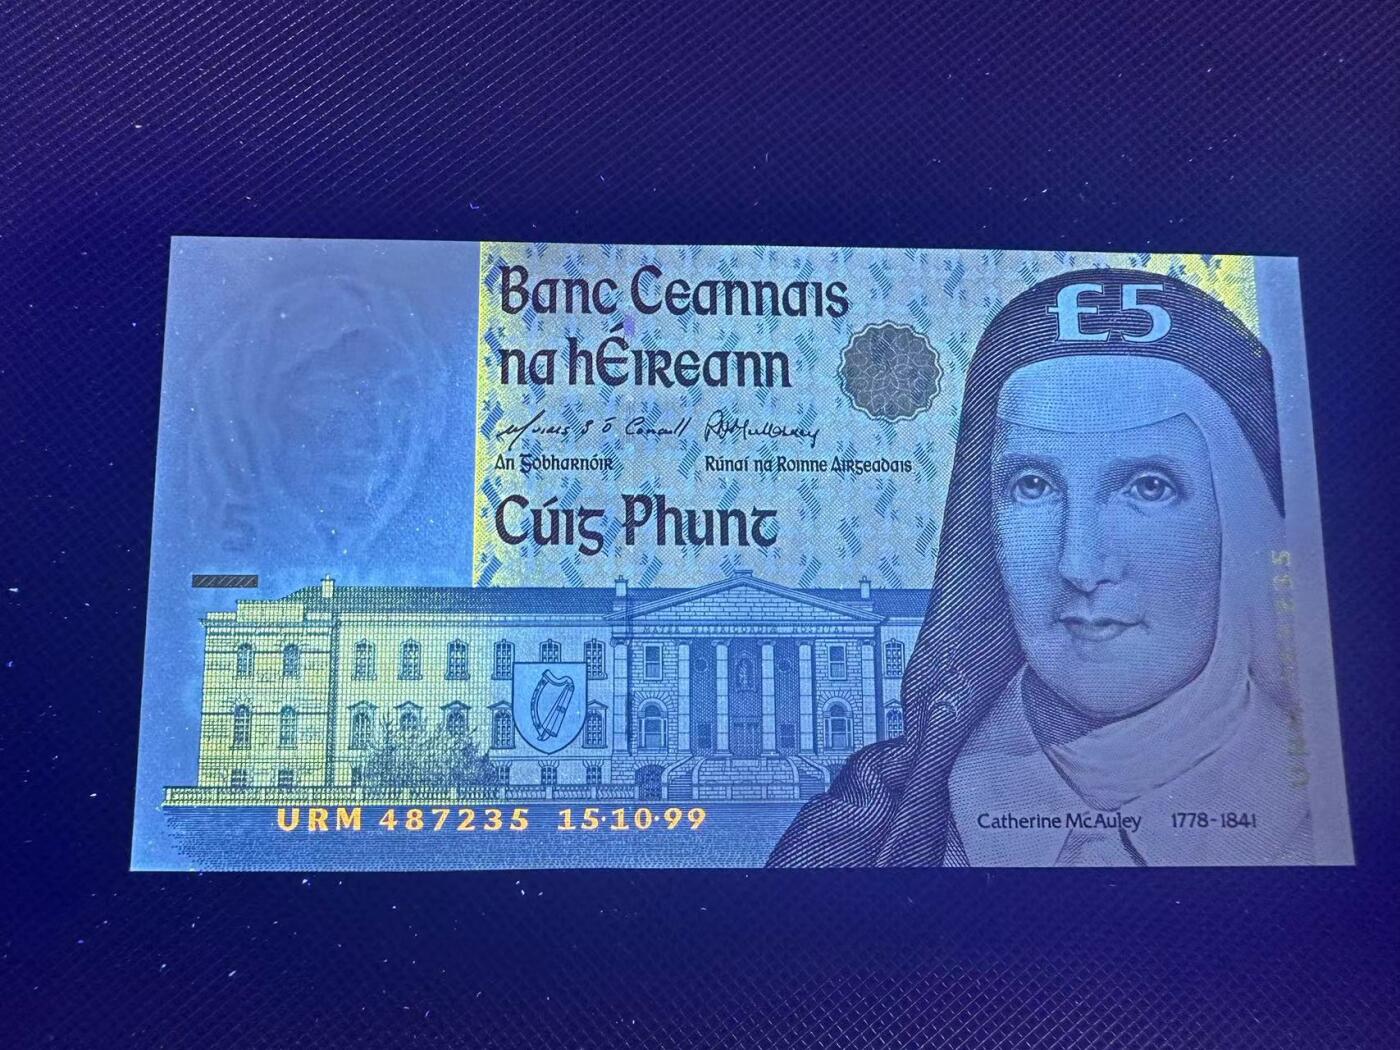 £5
Banc Ceannais
na hÉireann
An Gobharnóir
Rúnaí na Roinne Airgeadais
Cúig Phunt
URM 487235 15·10·99
Catherine McAuley 1778-1841